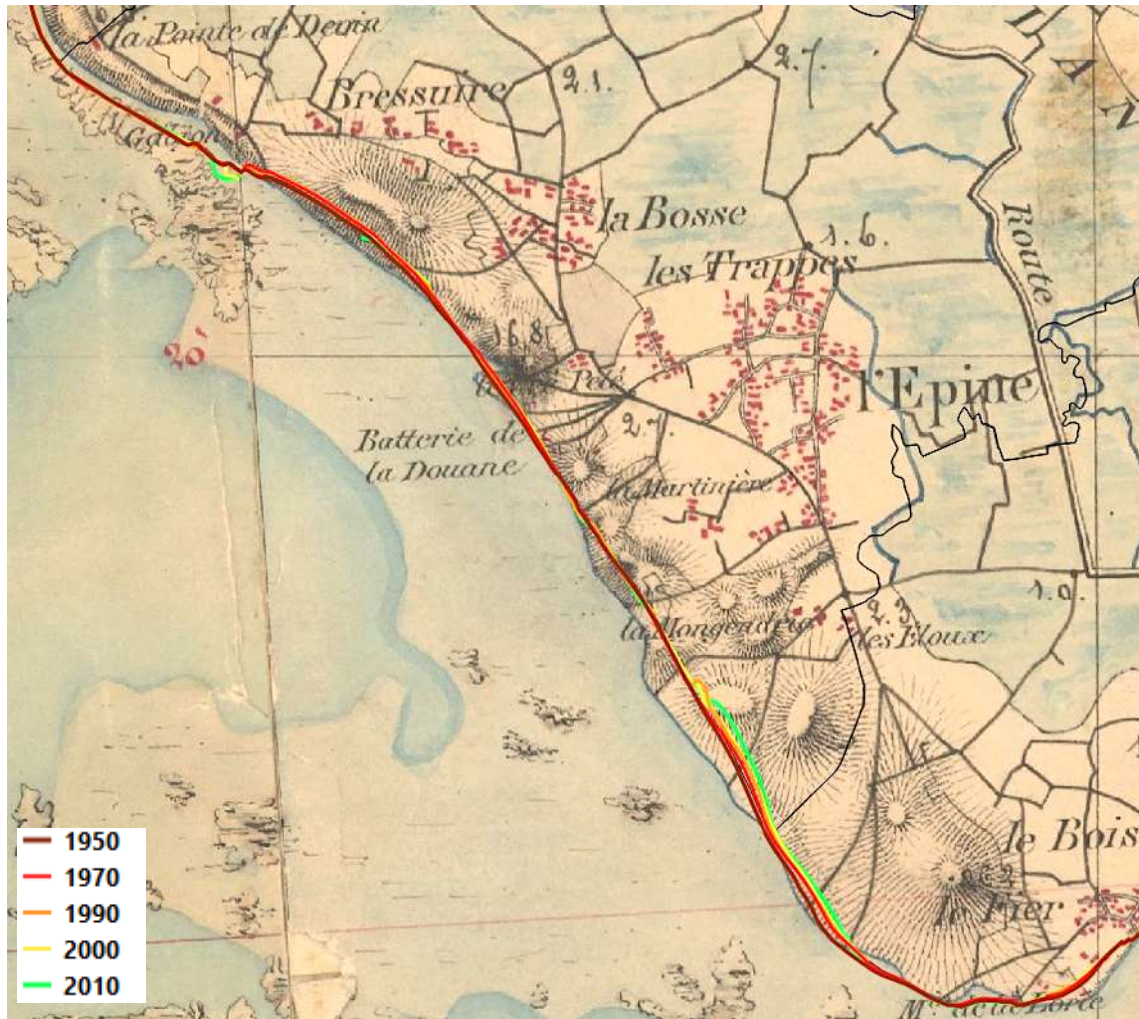 la Pointe de Devin
Bressuire
2.1.
2.7.
Route
la Bosse
les Trappes
1.6.
l'Epine
20
16.8
Batterie de
la Douane
2.7.
la Martinière
1.0.
les Eloux
le Bois
le Fier
1950
1970
1990
2000
2010